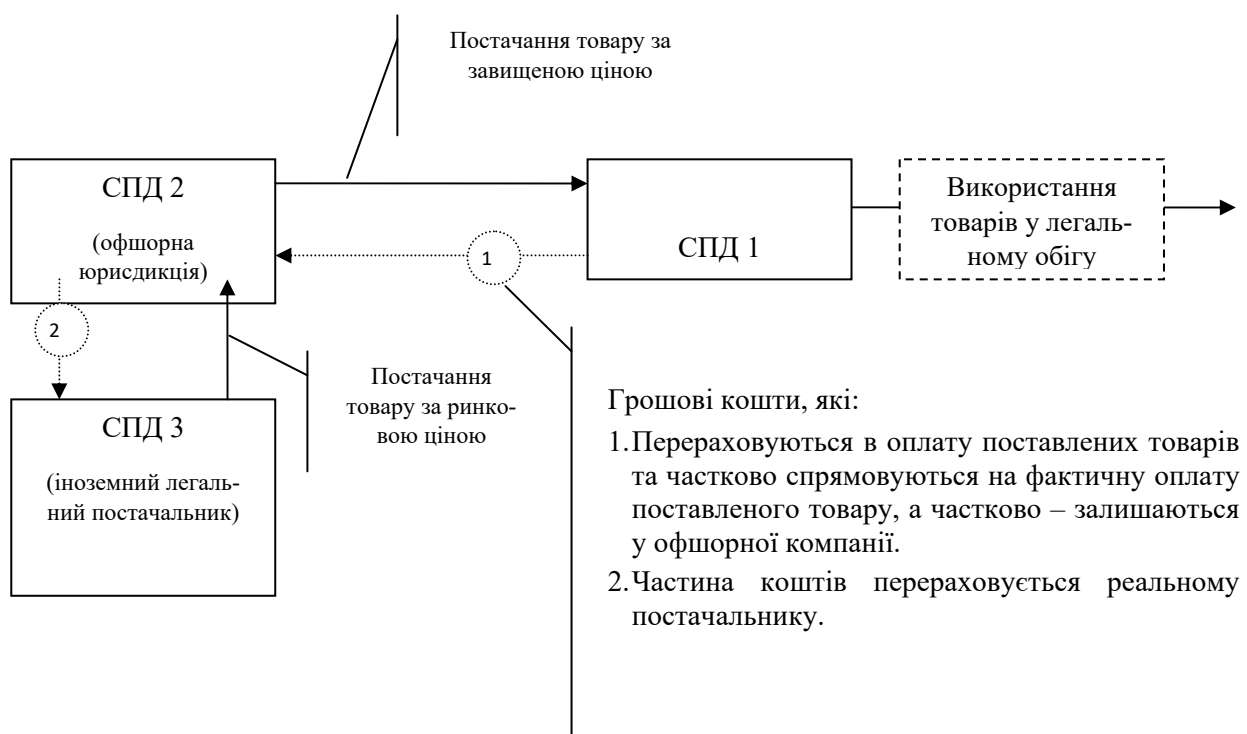 Постачання товару за
завищеною ціною
СПД 2
(офшорна
юрисдикція)
СПД 1
Використання
товарів у легаль-
ному обігу
1
2
СПД 3
(іноземний легаль-
ний постачальник)
Постачання
товару за ринко-
вою ціною
Грошові кошти, які:
1. Перераховуються в оплату поставлених товарів
та частково спрямовуються на фактичну оплату
поставленого товару, а частково – залишаються
у офшорної компанії.
2. Частина коштів перераховується реальному
постачальнику.